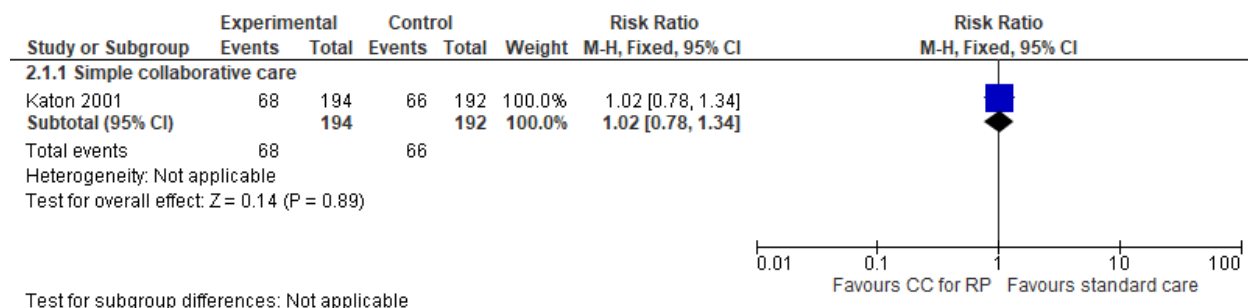 Experimental Control Risk Ratio Risk Ratio
Study or Subgroup Events Total Events Total Weight M-H, Fixed, 95% CI M-H, Fixed, 95% CI
2.1.1 Simple collaborative care
Katon 2001 68 194 66 192 100.0% 1.02 [0.78, 1.34]
Subtotal (95% CI) 194 192 100.0% 1.02 [0.78, 1.34]
Total events 68 66
Heterogeneity: Not applicable
Test for overall effect: Z = 0.14 (P = 0.89)
0.01 0.1 1 10 100
Favours CC for RP Favours standard care
Test for subgroup differences: Not applicable